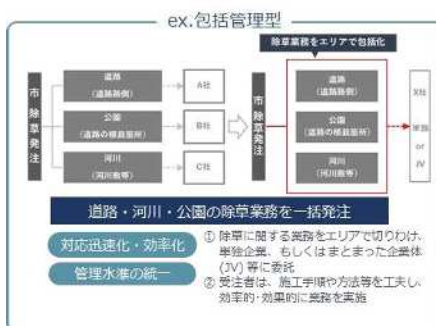 ex.包括管理型
除草業務をエリアで包括化
市 除草発注
道路
(道路路側)
公園
(道路の植栽箇所)
河川
(河川敷等)
A社
B社
C社
市 除草発注
道路
(道路路側)
公園
(道路の植栽箇所)
河川
(河川敷等)
X社
単独
or
JV
道路・河川・公園の除草業務を一括発注
対応迅速化・効率化
管理水準の統一
① 除草に関する業務をエリアで切りわけ、
単独企業、もしくはまとまった企業体
(JV) 等に委託
② 受注者は、施工手順や方法等を工夫し、
効率的・効果的に業務を実施